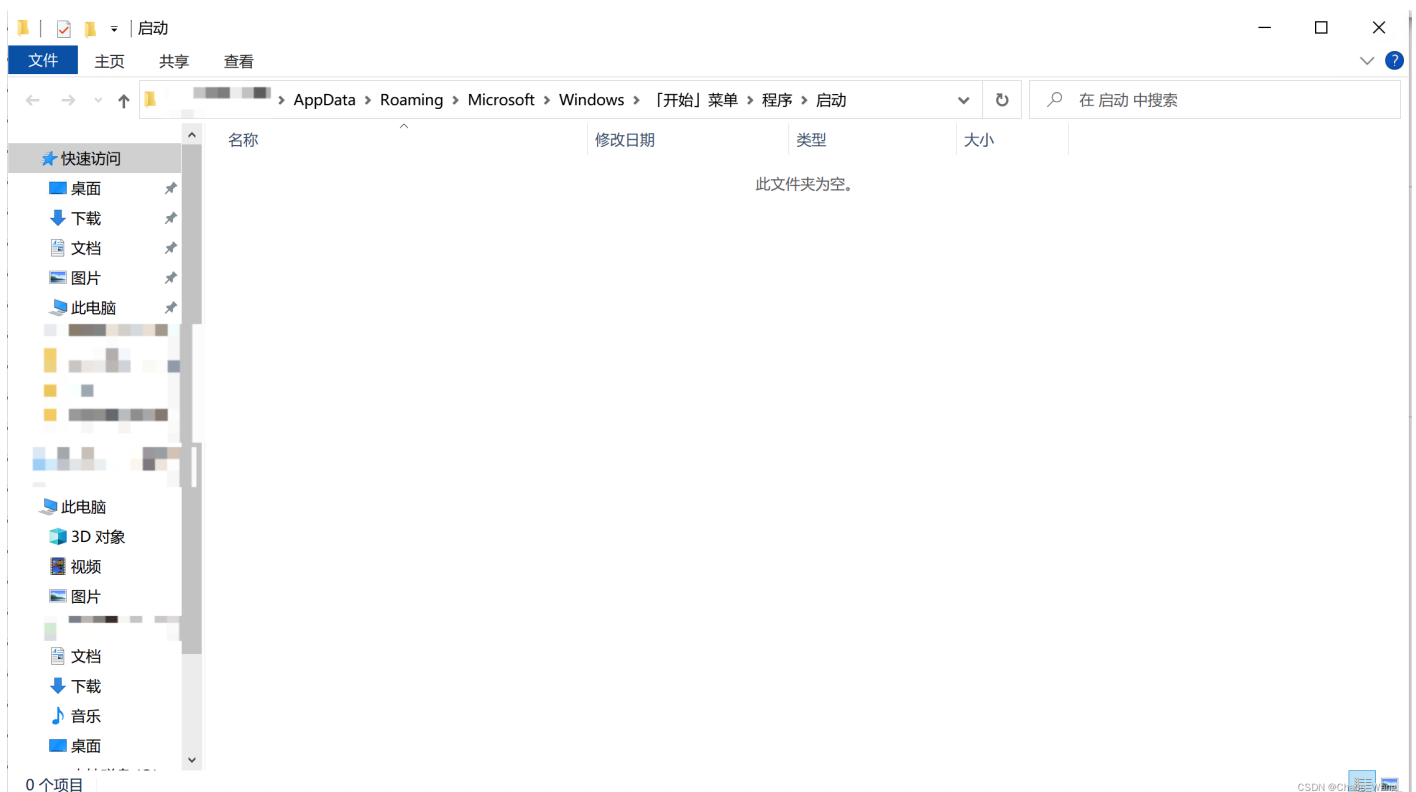 启动
文件 主页 共享 查看
AppData Roaming Microsoft Windows 「开始」菜单 程序 启动 在 启动 中搜索
名称 修改日期 类型 大小
此文件夹为空。
快速访问
桌面
下载
文档
图片
此电脑
此电脑
3D 对象
视频
图片
文档
下载
音乐
桌面
0 个项目
CSDN